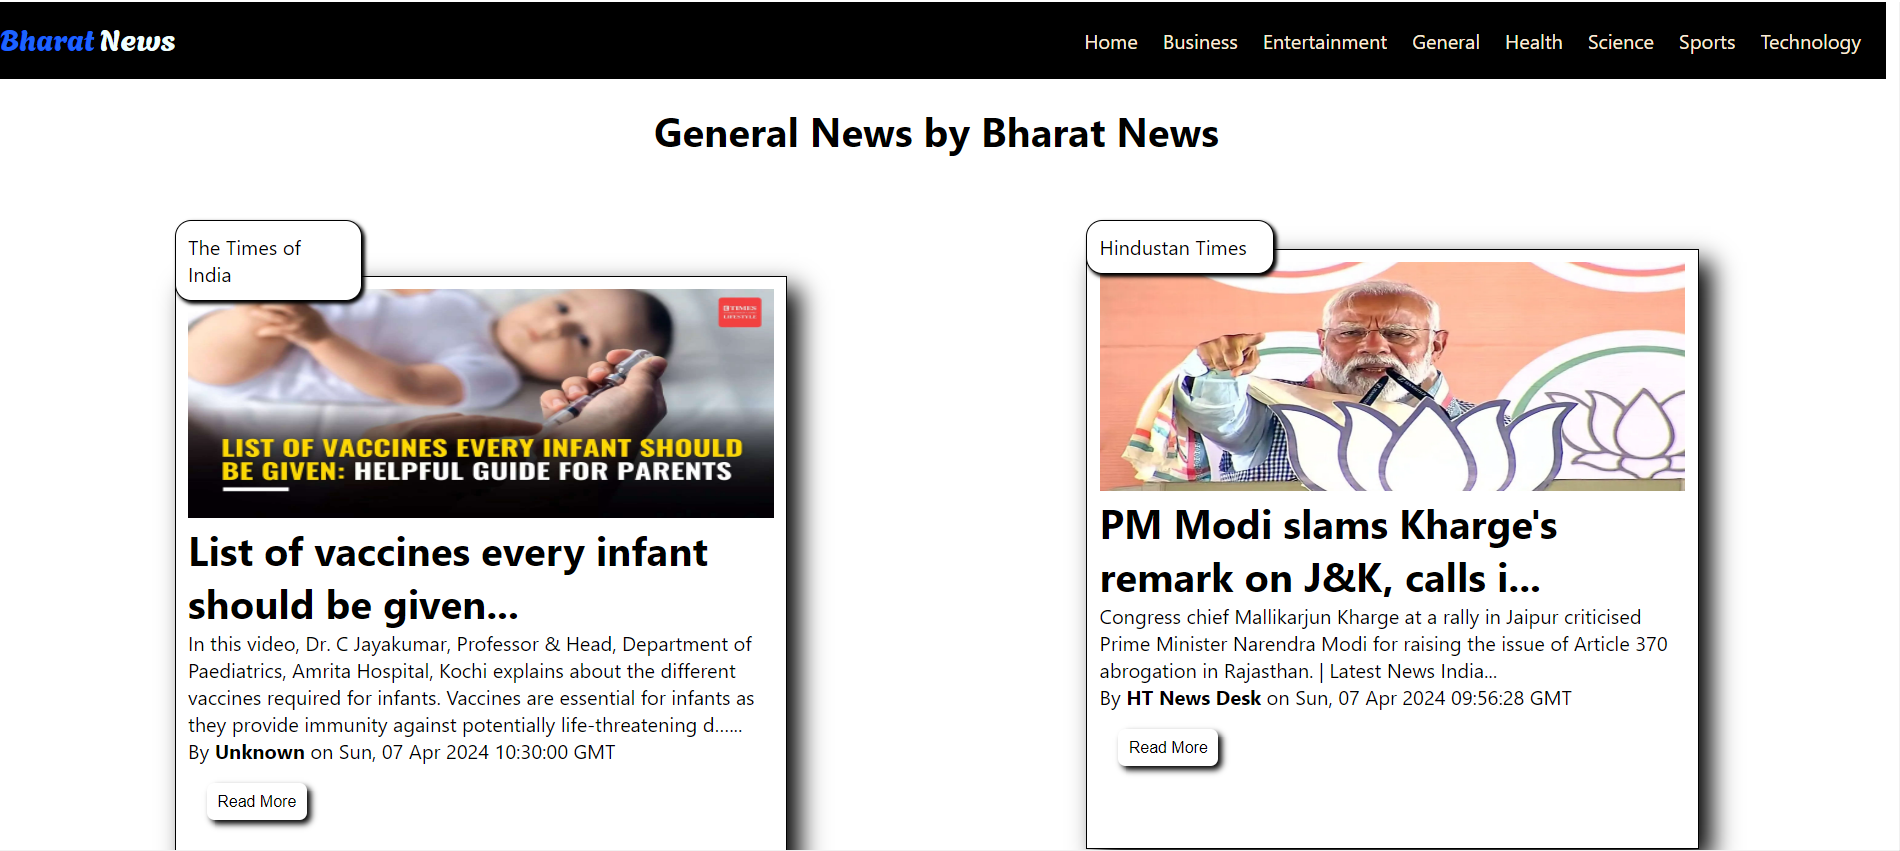 Bharat News
Home Business Entertainment General Health Science Sports Technology
General News by Bharat News
The Times of
India
TIMES
LIFESTYLE
LIST OF VACCINES EVERY INFANT SHOULD
BE GIVEN: HELPFUL GUIDE FOR PARENTS
List of vaccines every infant
should be given...
In this video, Dr. C Jayakumar, Professor & Head, Department of
Paediatrics, Amrita Hospital, Kochi explains about the different
vaccines required for infants. Vaccines are essential for infants as
they provide immunity against potentially life-threatening d......
By Unknown on Sun, 07 Apr 2024 10:30:00 GMT
Read More
Hindustan Times
PM Modi slams Kharge's
remark on J&K, calls i...
Congress chief Mallikarjun Kharge at a rally in Jaipur criticised
Prime Minister Narendra Modi for raising the issue of Article 370
abrogation in Rajasthan. | Latest News India...
By HT News Desk on Sun, 07 Apr 2024 09:56:28 GMT
Read More